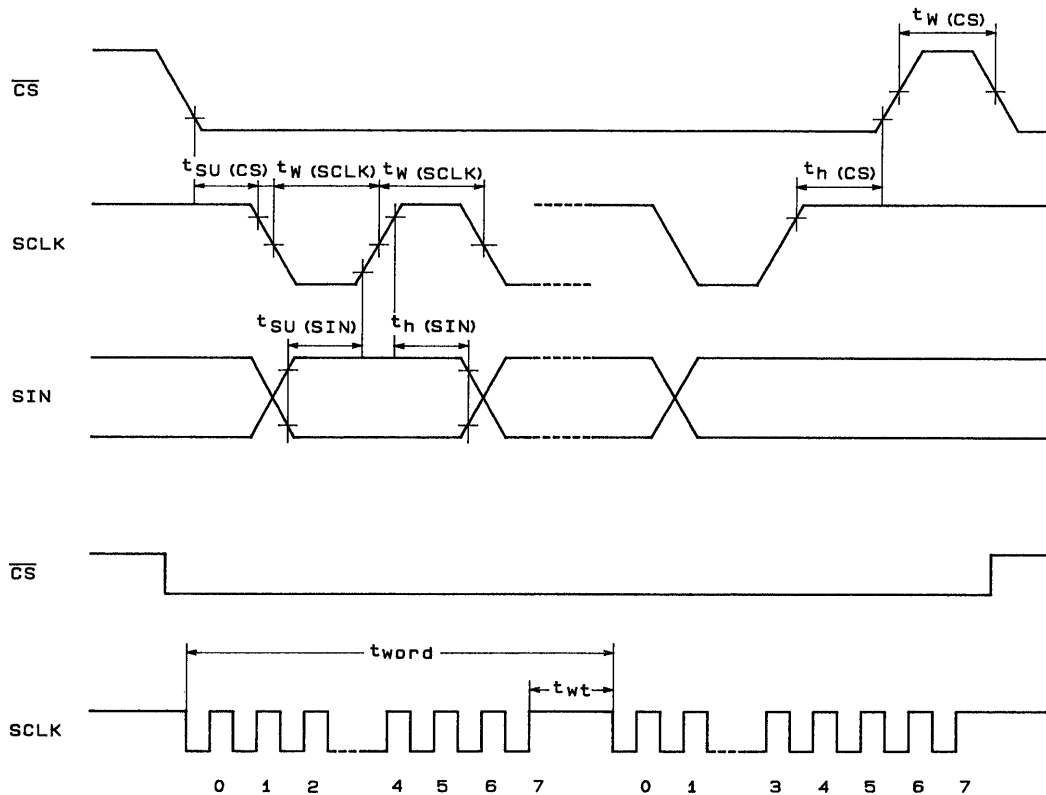 tW (CS)
CS
tSU (CS) tW (SCLK) tW (SCLK)
th (CS)
SCLK
tSU (SIN) th (SIN)
SIN
CS
tword
twt
SCLK
0 1 2 4 5 6 7 0 1 3 4 5 6 7